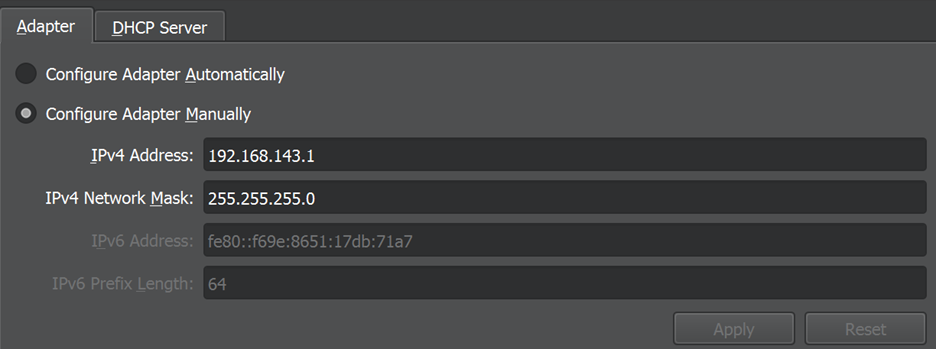 Adapter DHCP Server
Configure Adapter Automatically
Configure Adapter Manually
IPv4 Address: 192.168.143.1
IPv4 Network Mask: 255.255.255.0
IPv6 Address: fe80::f69e:8651:17db:71a7
IPv6 Prefix Length: 64
Apply Reset